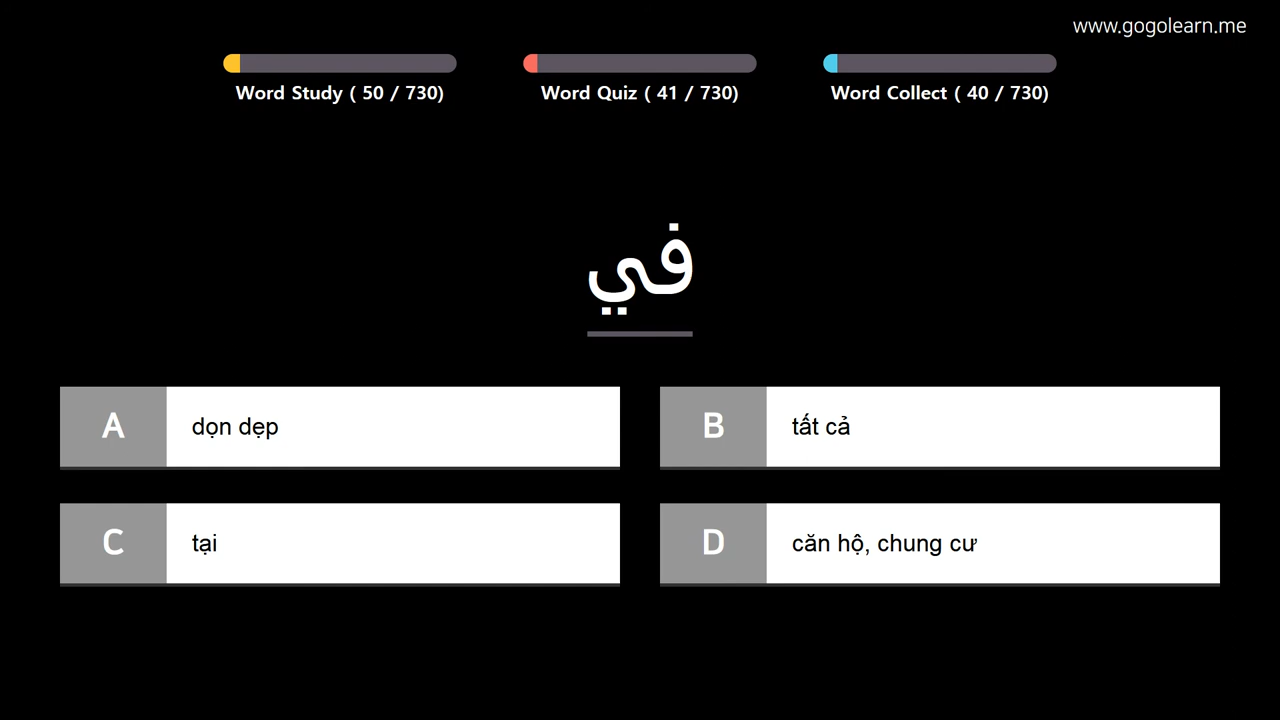 www.gogolearn.me
Word Study ( 50 / 730)
Word Quiz ( 41 / 730)
Word Collect ( 40 / 730)
في
A
dọn dẹp
B
tất cả
C
tại
D
căn hộ, chung cư